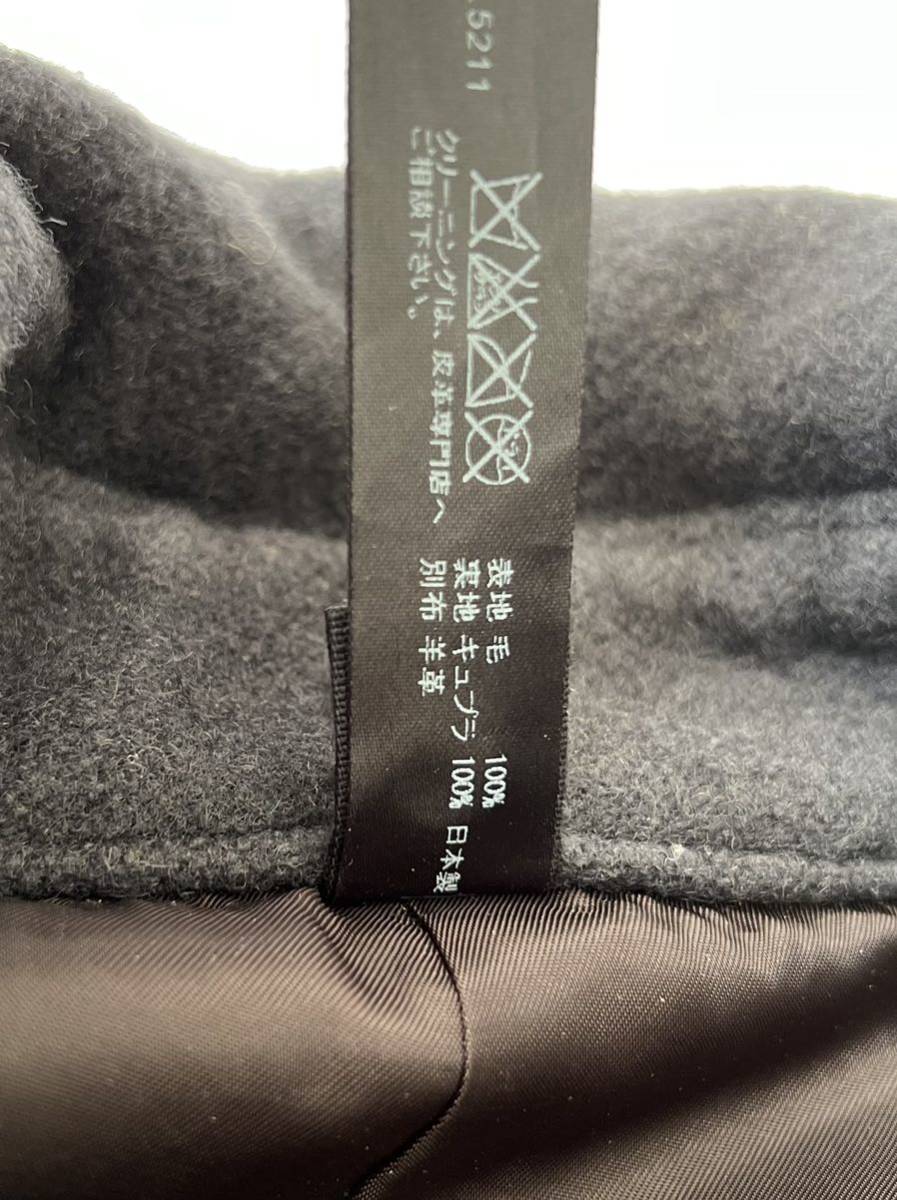 .5211
クリーニングは、皮革専門店へ
ご相談下さい。
表地 毛 100%
裏地 キュプラ 100%
別布 羊革
日本製